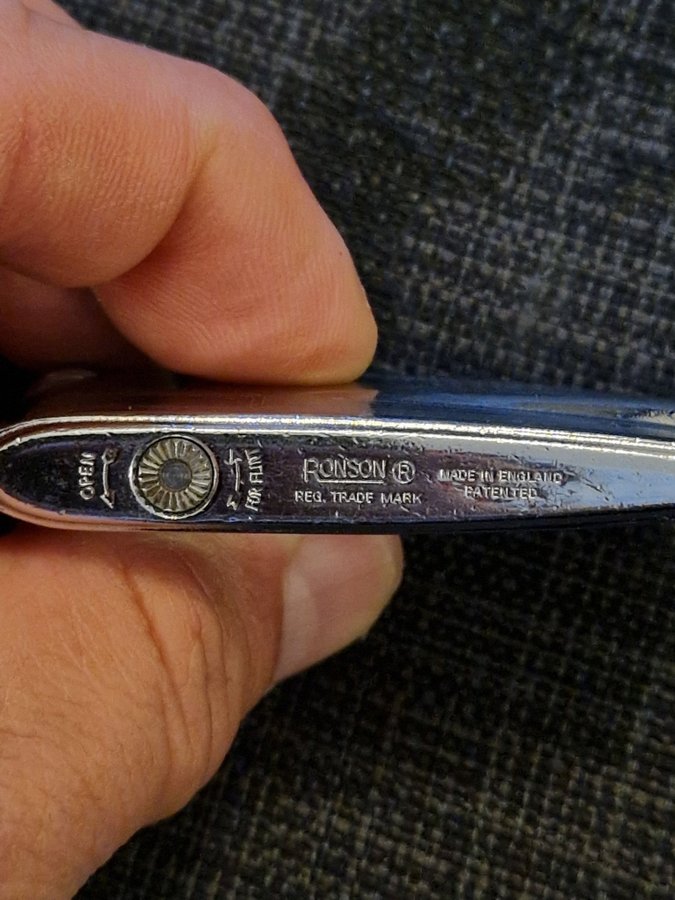 OPEN
FOR FLINT
RONSON ®
REG. TRADE MARK
MADE IN ENGLAND
PATENTED